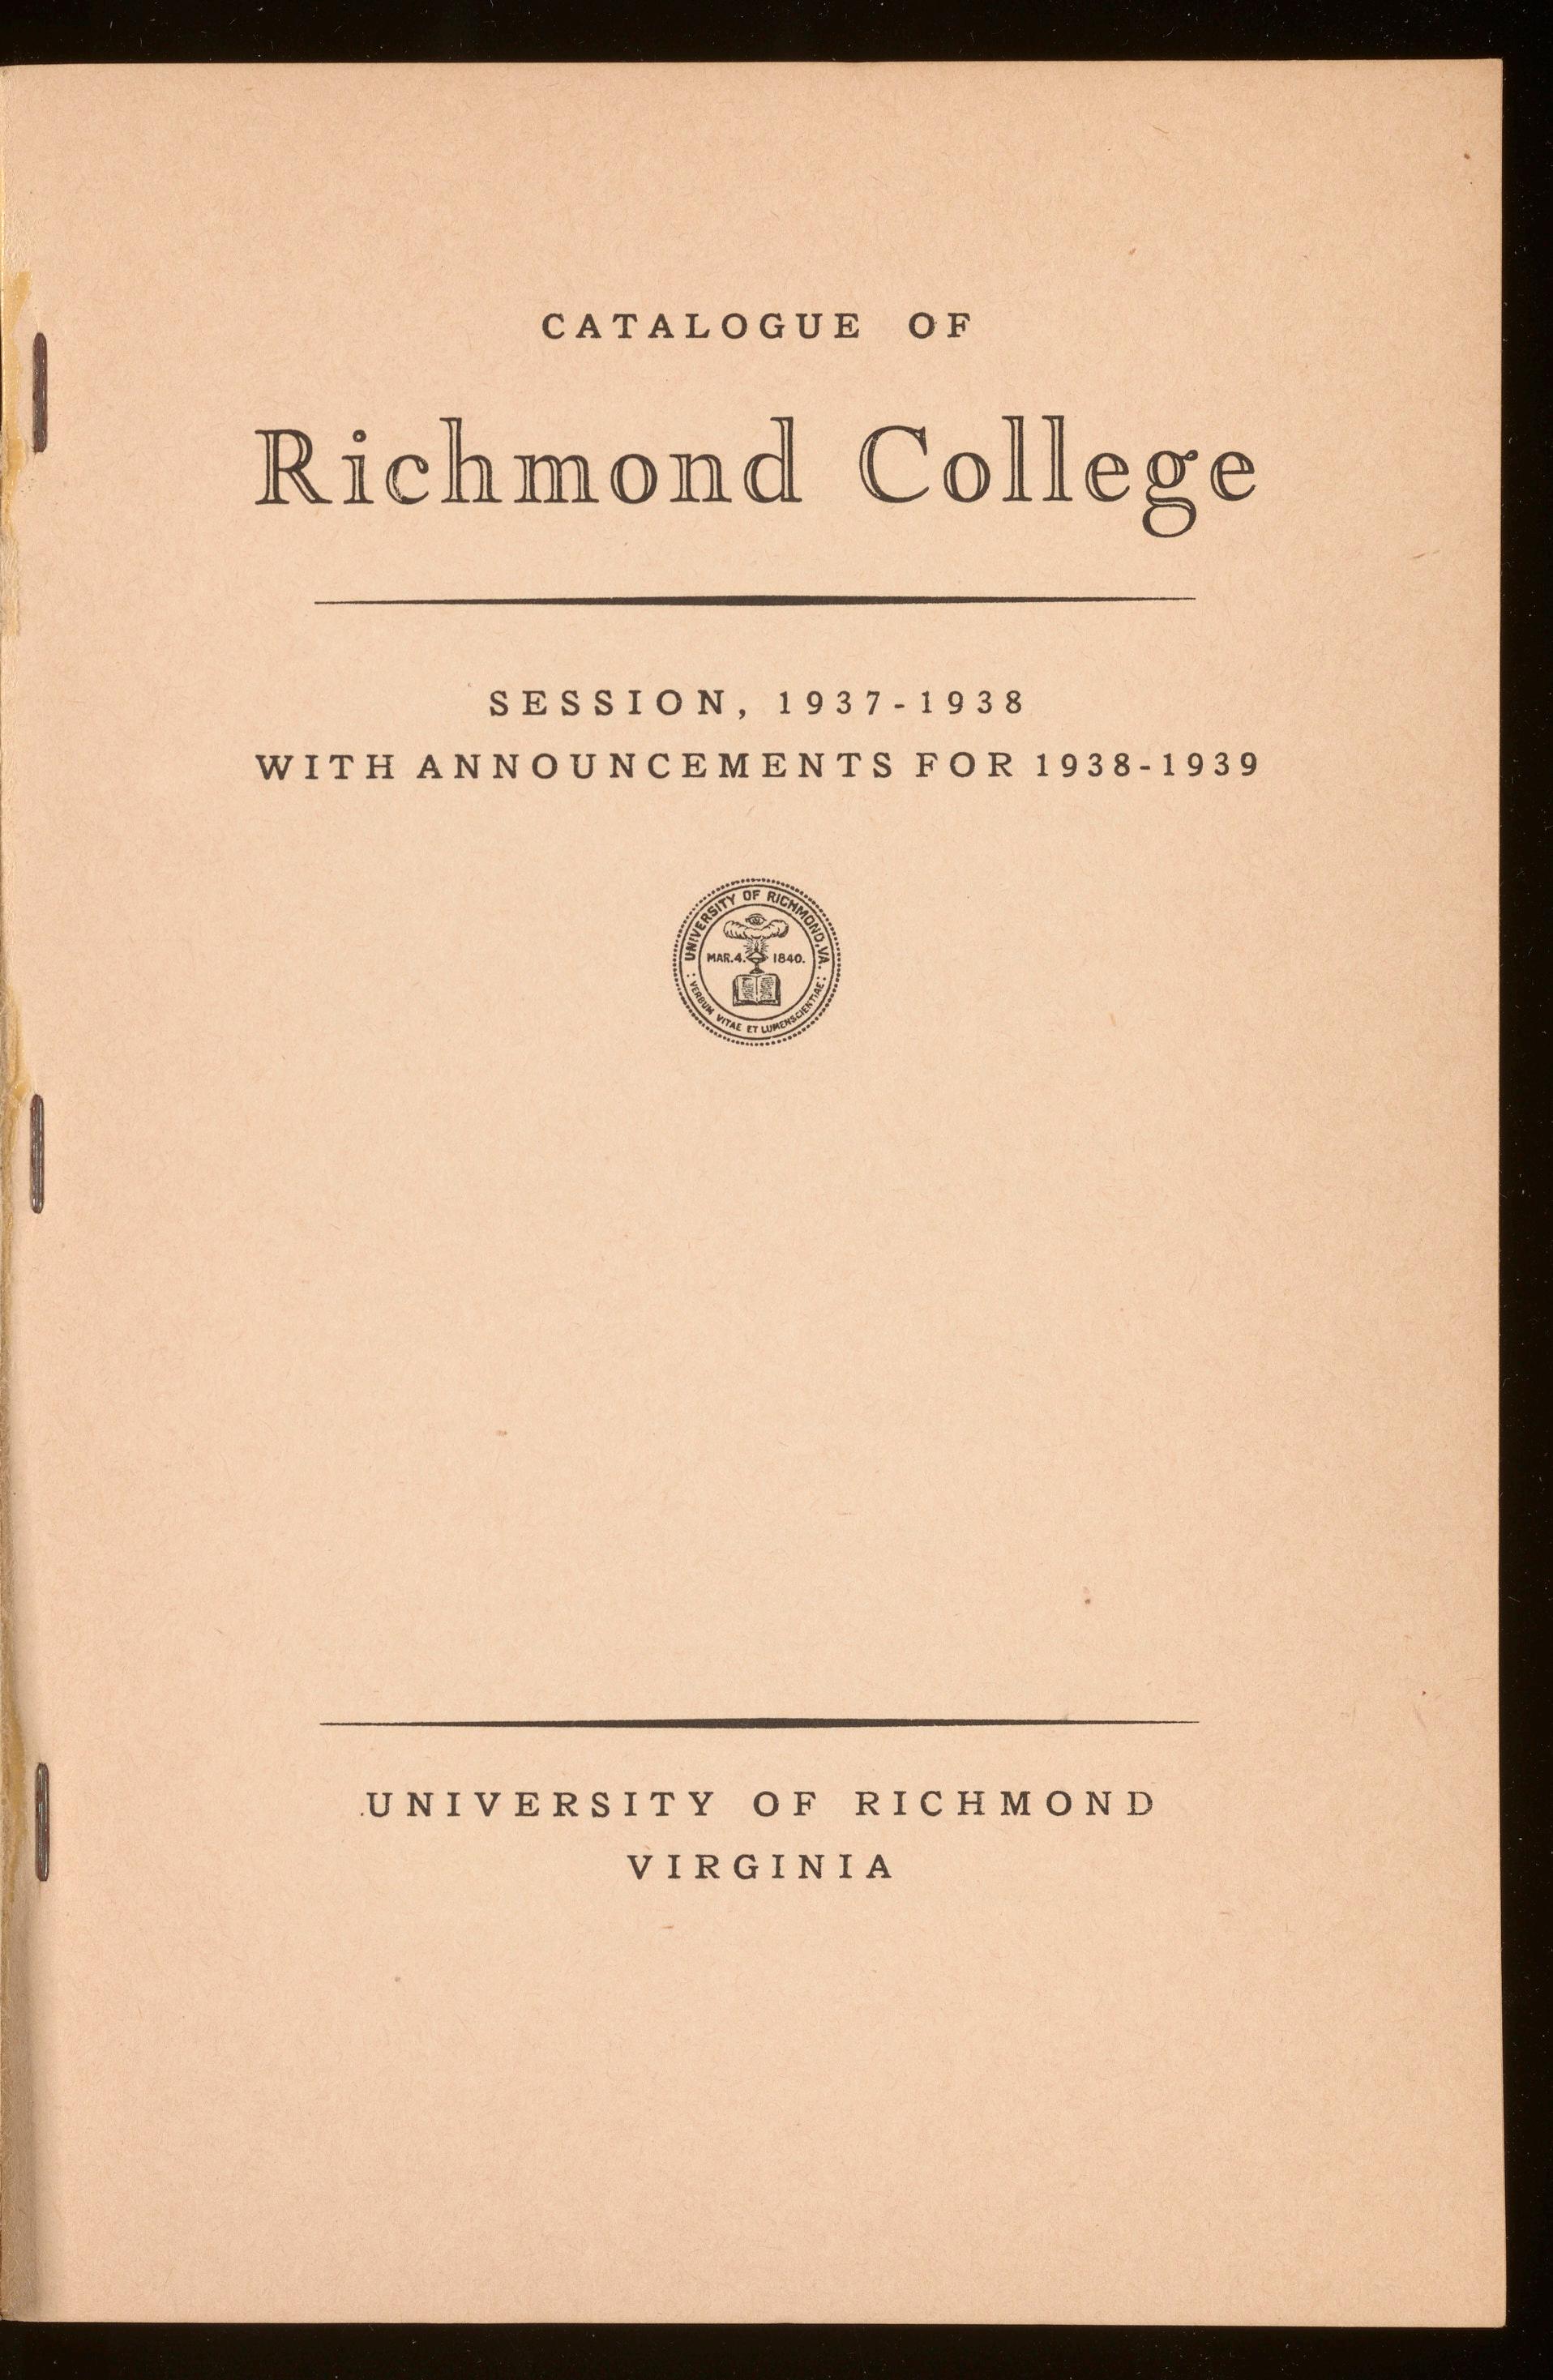 CATALOGUE OF
Richmond College
SESSION, 1937-1938
WITH ANNOUNCEMENTS FOR 1938-1939
UNIVERSITY OF RICHMOND, VA.
MAR. 4. 1840.
: VERBUM VITAE ET LUMEN SCIENTIAE :
UNIVERSITY OF RICHMOND
VIRGINIA